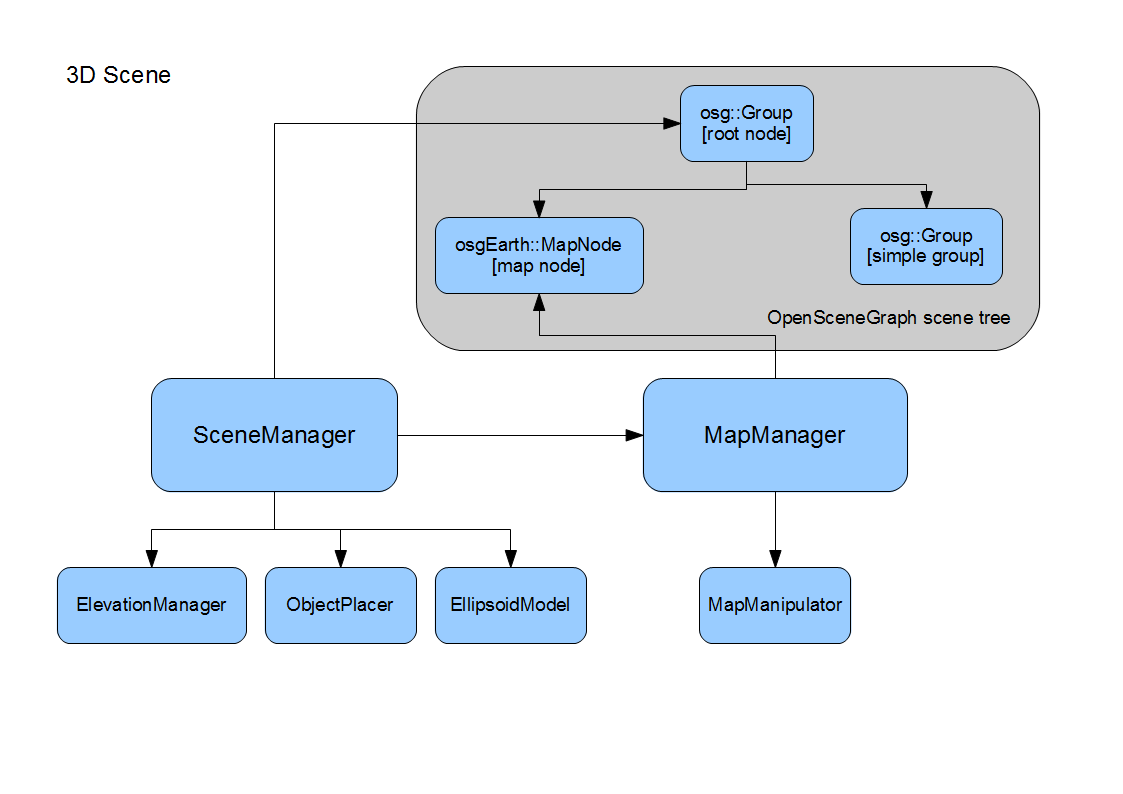 3D Scene
osg::Group
[root node]
osgEarth::MapNode
[map node]
osg::Group
[simple group]
OpenSceneGraph scene tree
SceneManager
MapManager
ElevationManager
ObjectPlacer
EllipsoidModel
MapManipulator